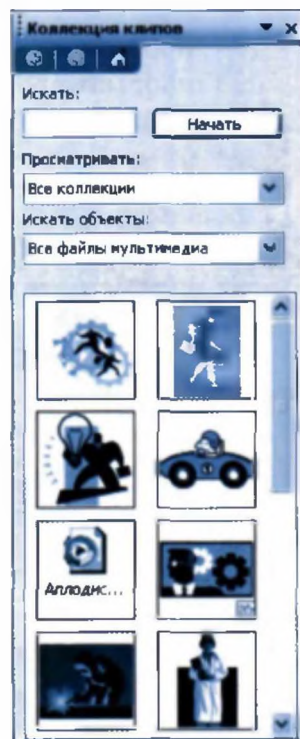 Коллекция клипов
Искать:
Начать
Просматривать:
Все коллекции
Искать объекты:
Все файлы мультимедиа
Аплодис...